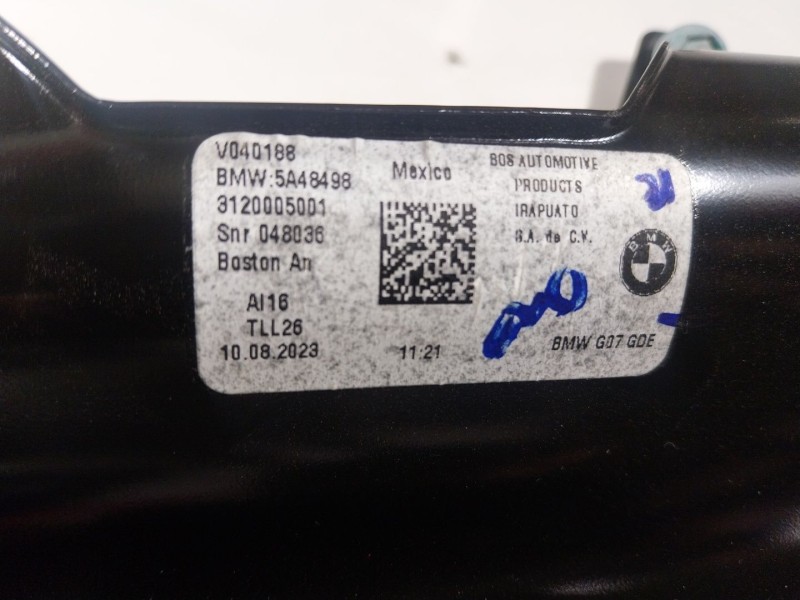 V040188
BMW:5A48498
3120005001
Snr 048036
Boston An
AI16
TLL26
10.08.2023
Mexico
11:21
BOS AUTOMOTIVE
PRODUCTS
IRAPUATO
S.A. de C.V.
BMW
BMW G07 GDE